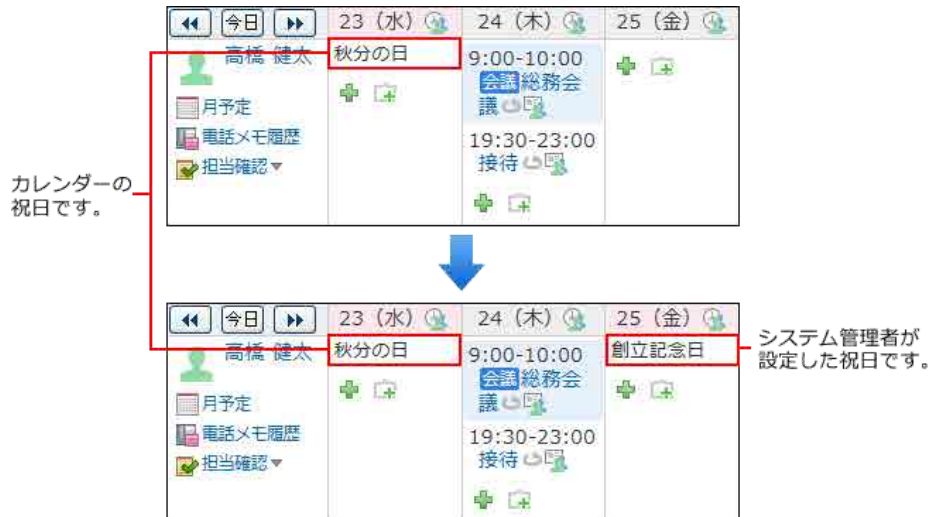 今日
23（水）
24（木）
25（金）
高橋 健太
秋分の日
9:00-10:00
会議総務会
議
月予定
電話メモ履歴
担当確認
19:30-23:00
接待
カレンダーの
祝日です。
今日
23（水）
24（木）
25（金）
高橋 健太
秋分の日
9:00-10:00
会議総務会
議
創立記念日
システム管理者が
設定した祝日です。
月予定
電話メモ履歴
担当確認
19:30-23:00
接待